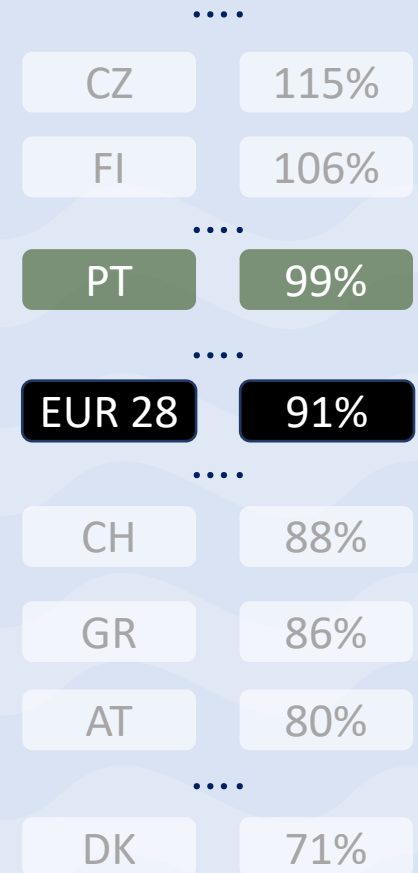 ....
CZ 115%
FI 106%
....
PT 99%
....
EUR 28 91%
....
CH 88%
GR 86%
AT 80%
....
DK 71%